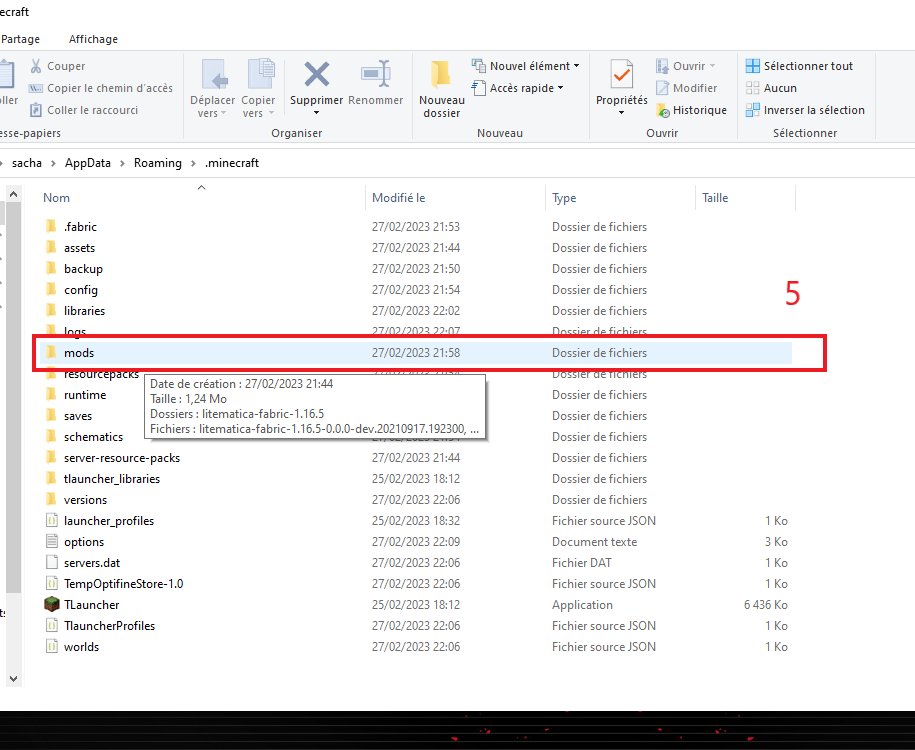 ecraft
Partage Affichage
Couper
Copier le chemin d'accès
Coller le raccourci
Déplacer vers Copier vers Supprimer Renommer
Nouveau dossier
Nouvel élément
Accès rapide
Propriétés
Ouvrir
Modifier
Historique
Sélectionner tout
Aucun
Inverser la sélection
esse-papiers Organiser Nouveau Ouvrir Sélectionner
sacha > AppData > Roaming > .minecraft
Nom Modifié le Type Taille
.fabric 27/02/2023 21:53 Dossier de fichiers
assets 27/02/2023 21:44 Dossier de fichiers
backup 27/02/2023 21:50 Dossier de fichiers
config 27/02/2023 21:54 Dossier de fichiers
5
libraries 27/02/2023 22:02 Dossier de fichiers
logs 27/02/2023 22:07 Dossier de fichiers
mods 27/02/2023 21:58 Dossier de fichiers
resourcepacks Dossier de fichiers
Date de création : 27/02/2023 21:44
Taille : 1,24 Mo
Dossiers : litematica-fabric-1.16.5
Fichiers : litematica-fabric-1.16.5-0.0.0-dev.20210917.192300, ...
runtime Dossier de fichiers
saves Dossier de fichiers
schematics Dossier de fichiers
server-resource-packs 27/02/2023 21:44 Dossier de fichiers
tlauncher_libraries 25/02/2023 18:12 Dossier de fichiers
versions 27/02/2023 22:06 Dossier de fichiers
launcher_profiles 25/02/2023 18:32 Fichier source JSON 1 Ko
options 27/02/2023 22:09 Document texte 3 Ko
servers.dat 27/02/2023 22:06 Fichier DAT 1 Ko
TempOptifineStore-1.0 27/02/2023 22:06 Fichier source JSON 1 Ko
TLauncher 25/02/2023 18:12 Application 6 436 Ko
TlauncherProfiles 27/02/2023 22:06 Fichier source JSON 1 Ko
worlds 27/02/2023 22:06 Fichier source JSON 1 Ko